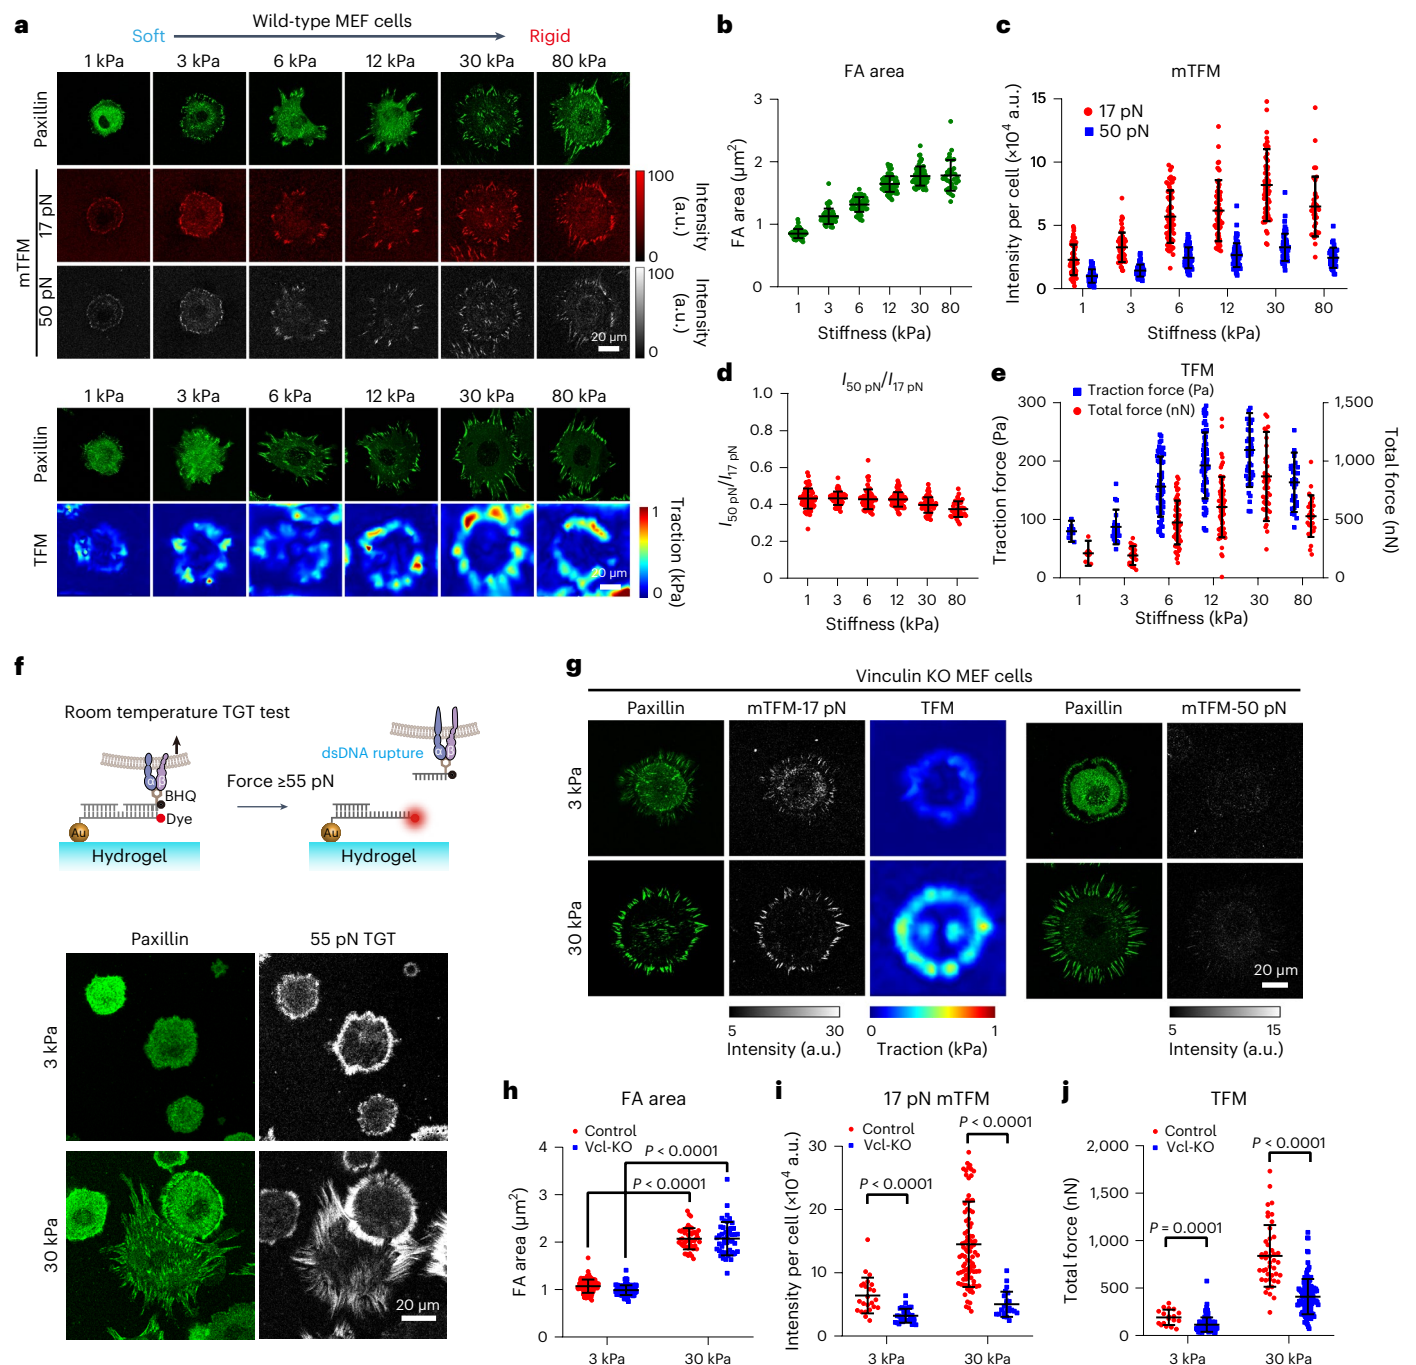 a
Wild-type MEF cells
Soft
Rigid
1 kPa 3 kPa 6 kPa 12 kPa 30 kPa 80 kPa
Paxillin
mTFM
17 pN
50 pN
100
0
Intensity
(a.u.)
100
0
Intensity
(a.u.)
20 µm
1 kPa 3 kPa 6 kPa 12 kPa 30 kPa 80 kPa
Paxillin
TFM
20 µm
1
0
Traction (kPa)
b
FA area
FA area (µm²)
3
2
1
0
1 3 6 12 30 80
Stiffness (kPa)
c
mTFM
17 pN
50 pN
Intensity per cell (×10⁴ a.u.)
15
10
5
0
1 3 6 12 30 80
Stiffness (kPa)
d
I50 pN/I17 pN
I50 pN/I17 pN
1.0
0.8
0.6
0.4
0.2
0
1 3 6 12 30 80
Stiffness (kPa)
e
TFM
Traction force (Pa)
Total force (nN)
Traction force (Pa)
300
200
100
0
1,500
1,000
500
0
Total force (nN)
1 3 6 12 30 80
Stiffness (kPa)
f
Room temperature TGT test
α β
BHQ
Dye
Au
Hydrogel
Force ≥55 pN
dsDNA rupture
α β
Au
Hydrogel
Paxillin 55 pN TGT
3 kPa
30 kPa
20 µm
g
Vinculin KO MEF cells
Paxillin mTFM-17 pN TFM Paxillin mTFM-50 pN
3 kPa
30 kPa
20 µm
5 30
Intensity (a.u.)
0 1
Traction (kPa)
5 15
Intensity (a.u.)
h
FA area
Control
Vcl-KO
P < 0.0001
P < 0.0001
FA area (µm²)
4
3
2
1
0
3 kPa 30 kPa
i
17 pN mTFM
Control
Vcl-KO
P < 0.0001
P < 0.0001
Intensity per cell (×10⁴ a.u.)
30
20
10
0
3 kPa 30 kPa
j
TFM
Control
Vcl-KO
P < 0.0001
P = 0.0001
Total force (nN)
2,000
1,500
1,000
500
0
3 kPa 30 kPa